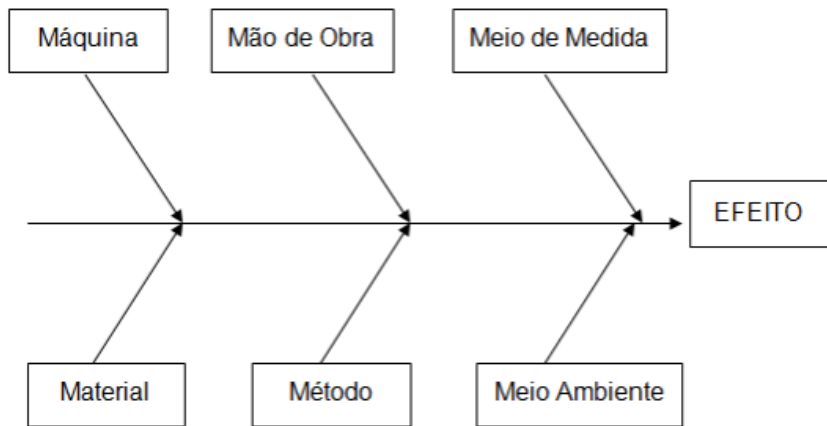 Máquina
Mão de Obra
Meio de Medida
EFEITO
Material
Método
Meio Ambiente